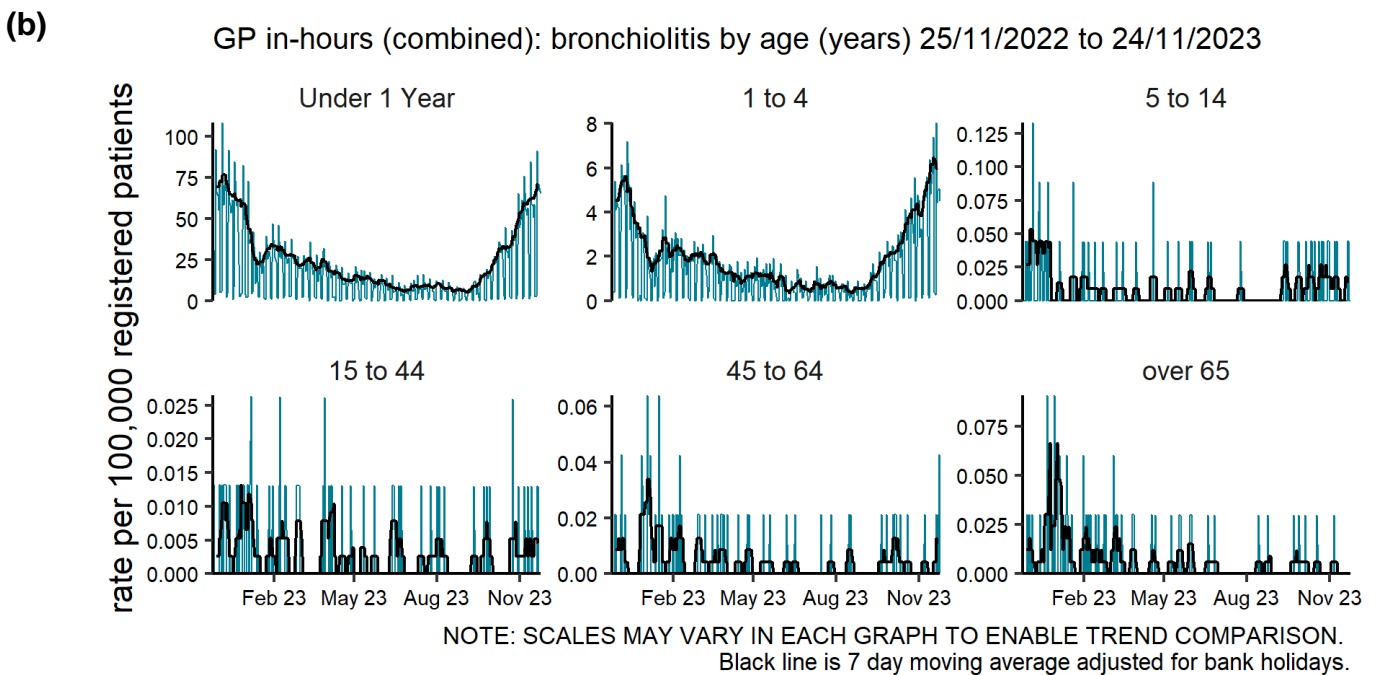 (b)
GP in-hours (combined): bronchiolitis by age (years) 25/11/2022 to 24/11/2023
rate per 100,000 registered patients
Under 1 Year
100
75
50
25
0
1 to 4
8
6
4
2
0
5 to 14
0.125
0.100
0.075
0.050
0.025
0.000
15 to 44
0.025
0.020
0.015
0.010
0.005
0.000
Feb 23 May 23 Aug 23 Nov 23
45 to 64
0.06
0.04
0.02
0.00
Feb 23 May 23 Aug 23 Nov 23
over 65
0.075
0.050
0.025
0.000
Feb 23 May 23 Aug 23 Nov 23
NOTE: SCALES MAY VARY IN EACH GRAPH TO ENABLE TREND COMPARISON.
Black line is 7 day moving average adjusted for bank holidays.